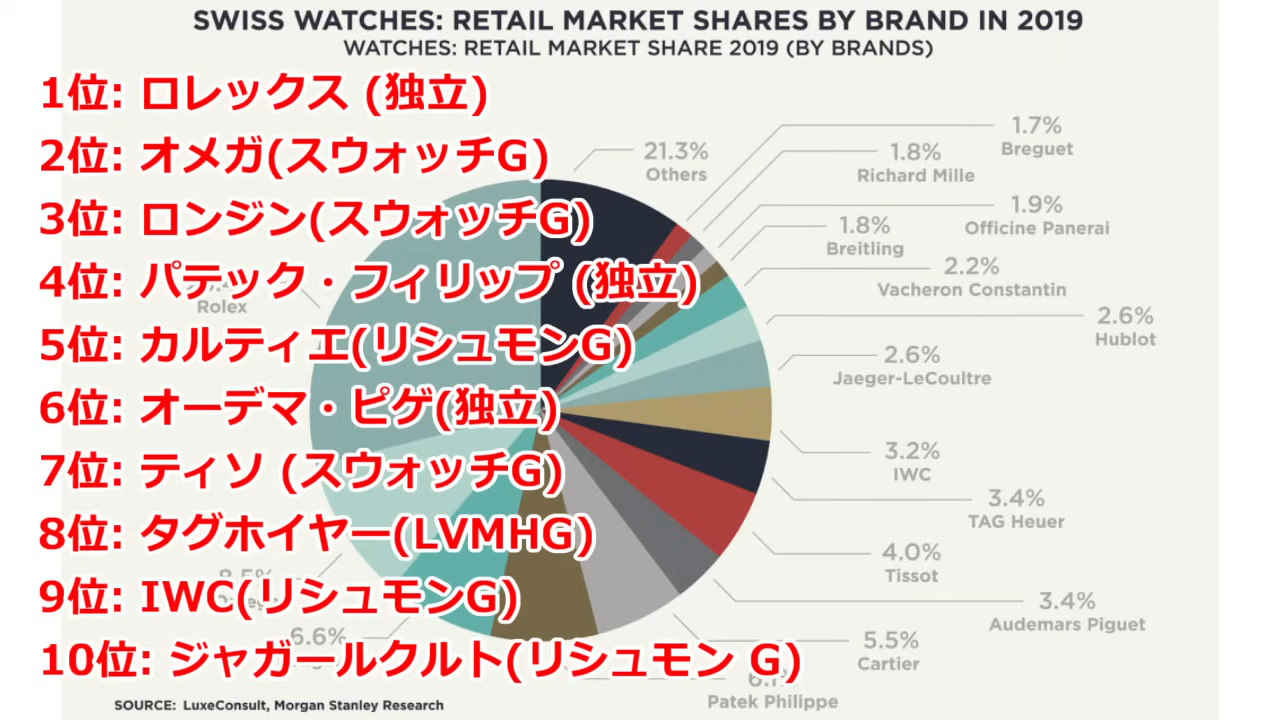 SWISS WATCHES: RETAIL MARKET SHARES BY BRAND IN 2019
WATCHES: RETAIL MARKET SHARE 2019 (BY BRANDS)
1位: ロレックス (独立)
2位: オメガ(スウォッチG)
3位: ロンジン(スウォッチG)
4位: パテック・フィリップ (独立)
5位: カルティエ(リシュモンG)
6位: オーデマ・ピゲ(独立)
7位: ティソ (スウォッチG)
8位: タグホイヤー(LVMHG)
9位: IWC(リシュモンG)
10位: ジャガールクルト(リシュモン G)
21.3%
Others
1.7%
Breguet
1.8%
Richard Mille
1.9%
Officine Panerai
1.8%
Breitling
2.2%
Vacheron Constantin
2.6%
Hublot
2.6%
Jaeger-LeCoultre
3.2%
IWC
3.4%
TAG Heuer
4.0%
Tissot
3.4%
Audemars Piguet
5.5%
Cartier
Patek Philippe
6.6%
Rolex
SOURCE: LuxeConsult, Morgan Stanley Research